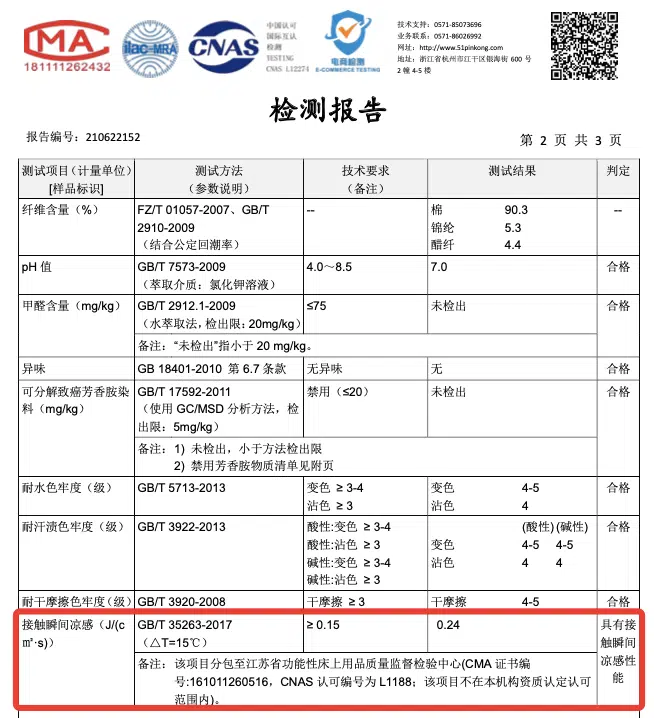 MA
181111262432
ilac-MRA
CNAS
中国认可
国际互认
检测
TESTING
CNAS L12274
电商检测
E-COMMERCE TESTING
技术支持：0571-85073696
业务联系：0571-86026992
网址：http://www.51pinkong.com
地址：浙江省杭州市江干区银海街 600 号
2 幢 4-5 楼
检测报告
报告编号：210622152
第 2 页 共 3 页
测试项目（计量单位） 测试方法 技术要求 测试结果 判定
[样品标识] （参数说明） （备注）
纤维含量（%） FZ/T 01057-2007、GB/T -- 棉 90.3 --
2910-2009 锦纶 5.3
（结合公定回潮率） 醋纤 4.4
pH 值 GB/T 7573-2009 4.0～8.5 7.0 合格
（萃取介质：氯化钾溶液）
甲醛含量（mg/kg） GB/T 2912.1-2009 ≤75 未检出 合格
（水萃取法，检出限：20mg/kg）
备注：“未检出”指小于 20 mg/kg。
异味 GB 18401-2010 第 6.7 条款 无异味 无 合格
可分解致癌芳香胺染 GB/T 17592-2011 禁用（≤20） 未检出 合格
料（mg/kg） （使用 GC/MSD 分析方法，检
出限：5mg/kg）
备注：1）未检出，小于方法检出限
2）禁用芳香胺物质清单见附页
耐水色牢度（级） GB/T 5713-2013 变色 ≥ 3-4 变色 4-5 合格
沾色 ≥ 3 沾色 4
耐汗渍色牢度（级） GB/T 3922-2013 酸性:变色 ≥ 3-4 (酸性) (碱性) 合格
酸性:沾色 ≥ 3 变色 4-5 4-5
碱性:变色 ≥ 3-4 沾色 4 4
碱性:沾色 ≥ 3
耐干摩擦色牢度(级) GB/T 3920-2008 干摩擦 ≥ 3 干摩擦 4-5 合格
接触瞬间凉感（J/(c GB/T 35263-2017 ≥ 0.15 0.24 具有接
㎡·s)） （△T=15℃） 触瞬间
备注：该项目分包至江苏省功能性床上用品质量监督检验中心(CMA 证书编 凉感性
号:161011260516，CNAS 认可编号为 L1188；该项目不在本机构资质认定认可 能
范围内)。